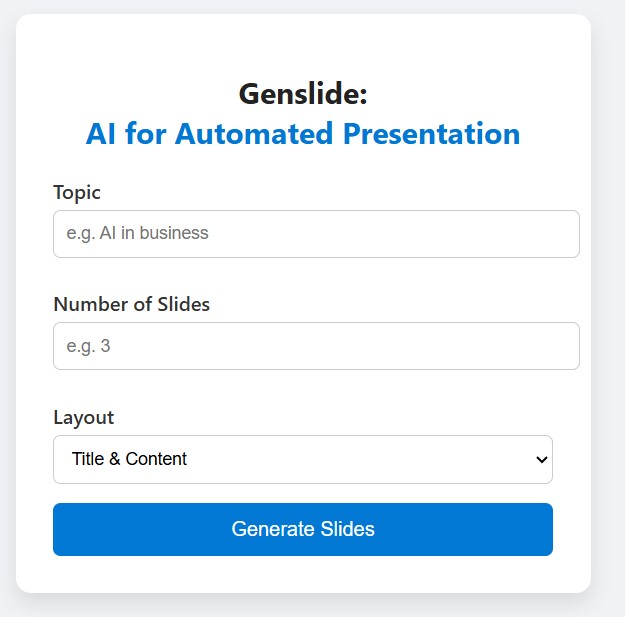 Genslide:
AI for Automated Presentation
Topic
e.g. AI in business
Number of Slides
e.g. 3
Layout
Title & Content
Generate Slides